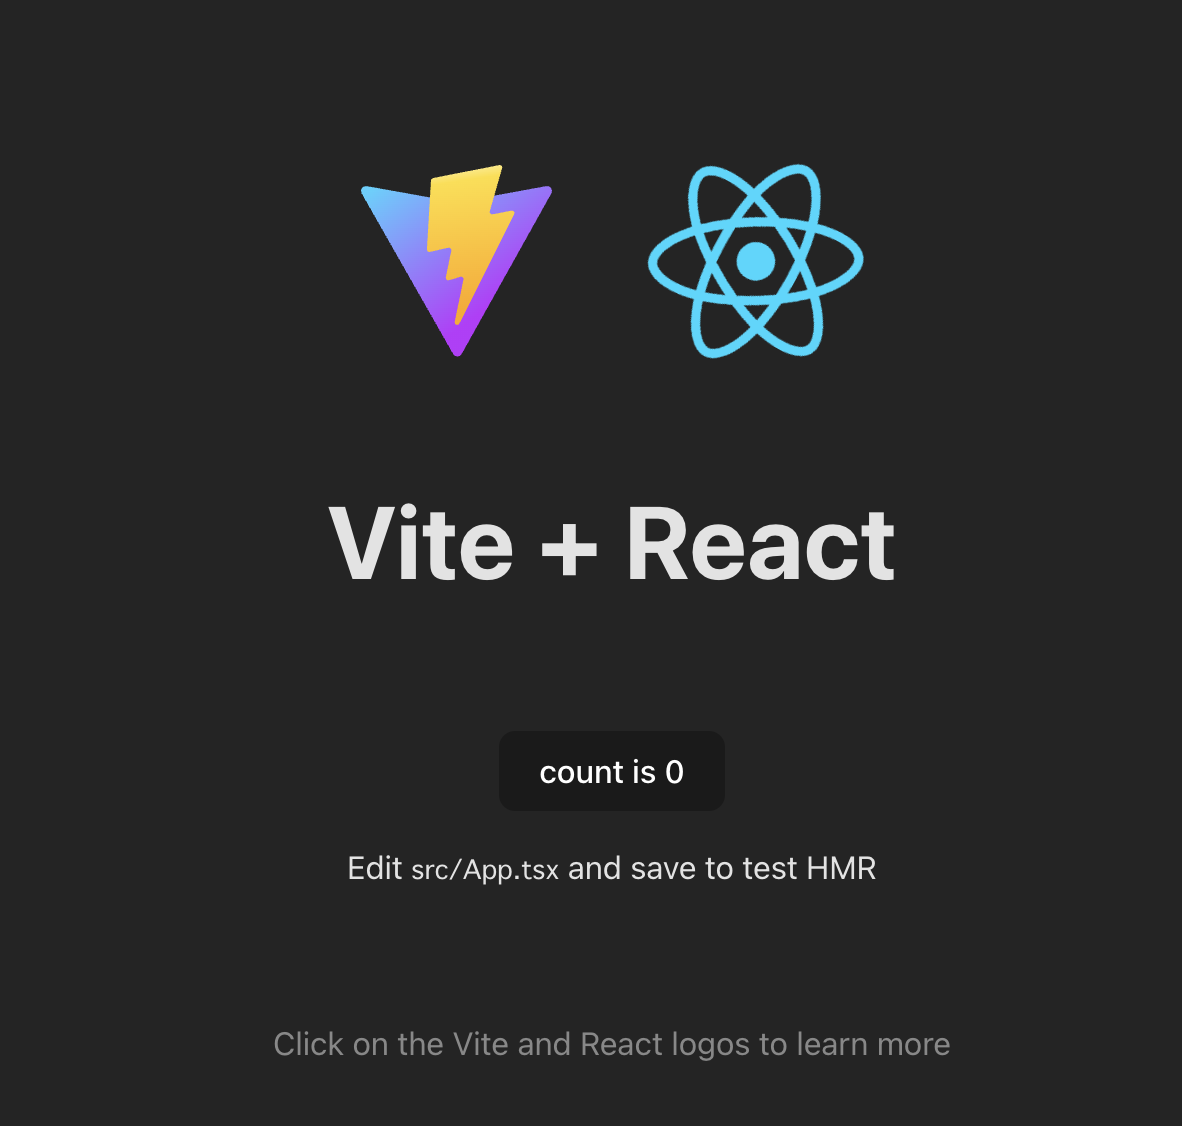 Vite + React
count is 0
Edit src/App.tsx and save to test HMR
Click on the Vite and React logos to learn more